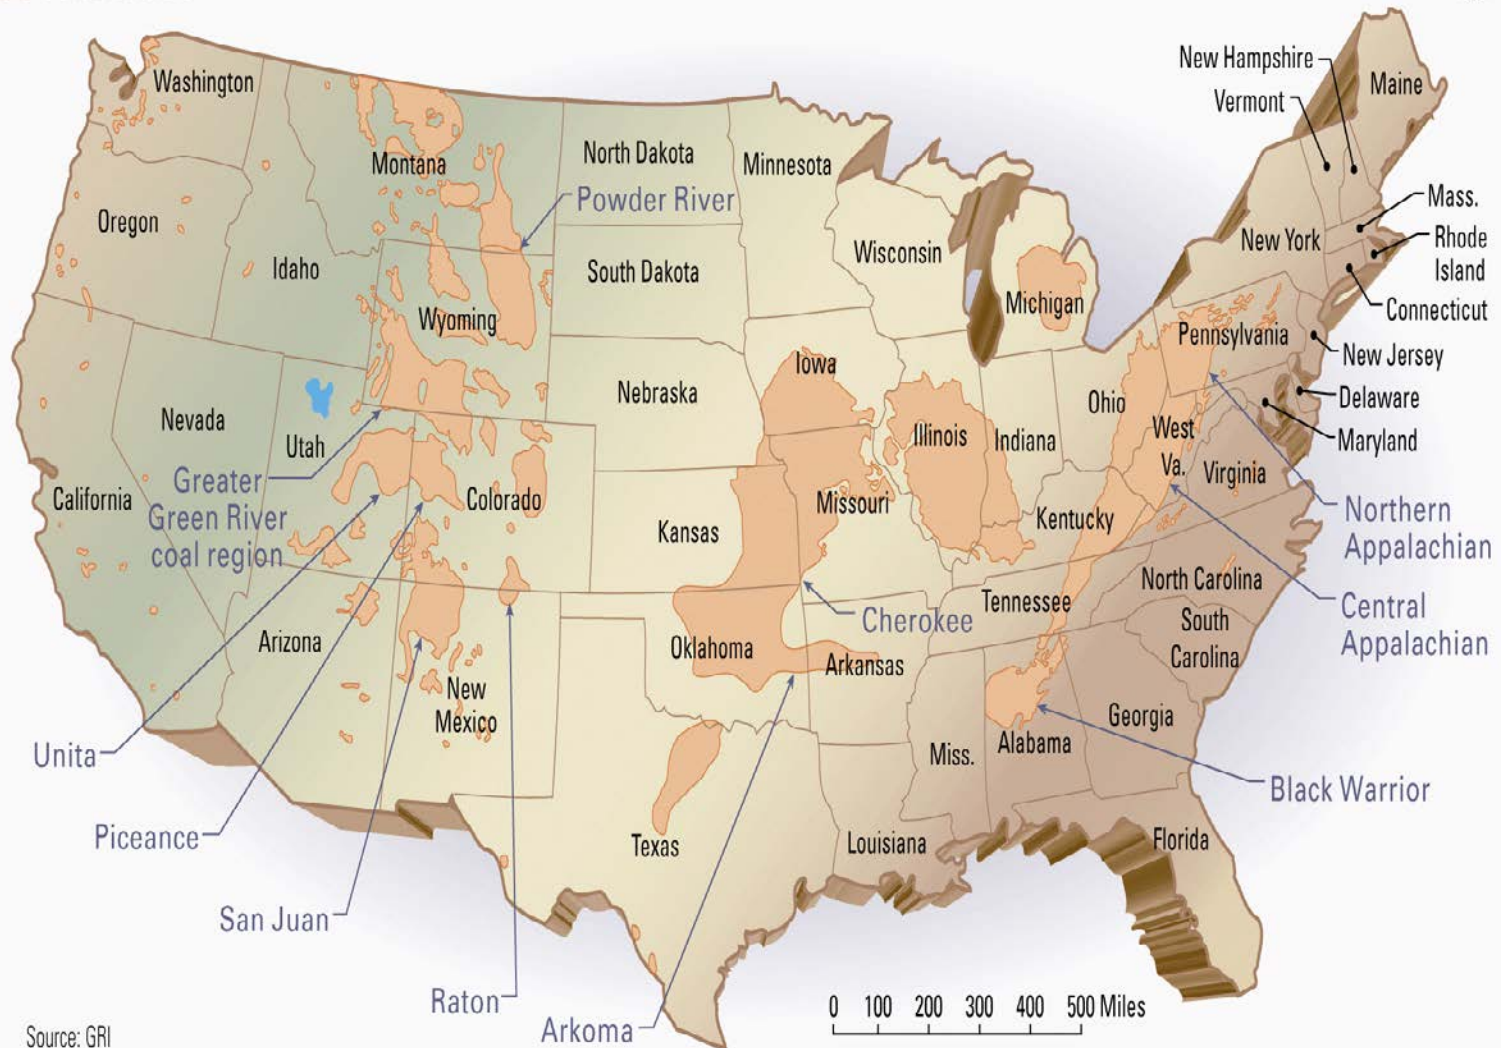 Washington
Oregon
California
Nevada
Idaho
Montana
Wyoming
Utah
Colorado
Arizona
New
Mexico
North Dakota
South Dakota
Nebraska
Kansas
Oklahoma
Texas
Minnesota
Iowa
Missouri
Arkansas
Louisiana
Wisconsin
Illinois
Michigan
Indiana
Ohio
Kentucky
Tennessee
Miss.
Alabama
Georgia
Florida
South
Carolina
North Carolina
Virginia
West
Va.
Pennsylvania
New York
New Hampshire
Vermont
Maine
Mass.
Rhode
Island
Connecticut
New Jersey
Delaware
Maryland
Powder River
Greater
Green River
coal region
Unita
Piceance
San Juan
Raton
Arkoma
Cherokee
Northern
Appalachian
Central
Appalachian
Black Warrior
0 100 200 300 400 500 Miles
Source: GRI